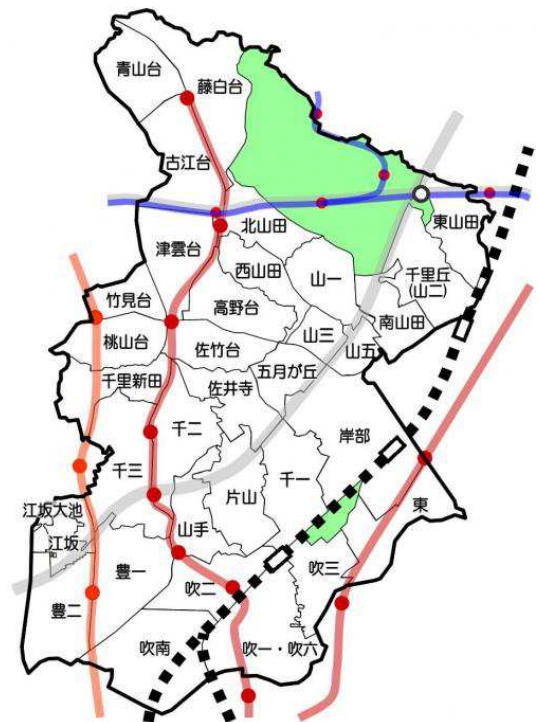 青山台
藤白台
古江台
北山田
東山田
津雲台
西山田
山一
千里丘
(山二)
竹見台
高野台
南山田
桃山台
佐竹台
山三
山五
千里新田
佐井寺
五月が丘
千二
岸部
千三
片山
千一
東
江坂大池
江坂
山手
豊一
吹二
吹三
豊二
吹南
吹一・吹六